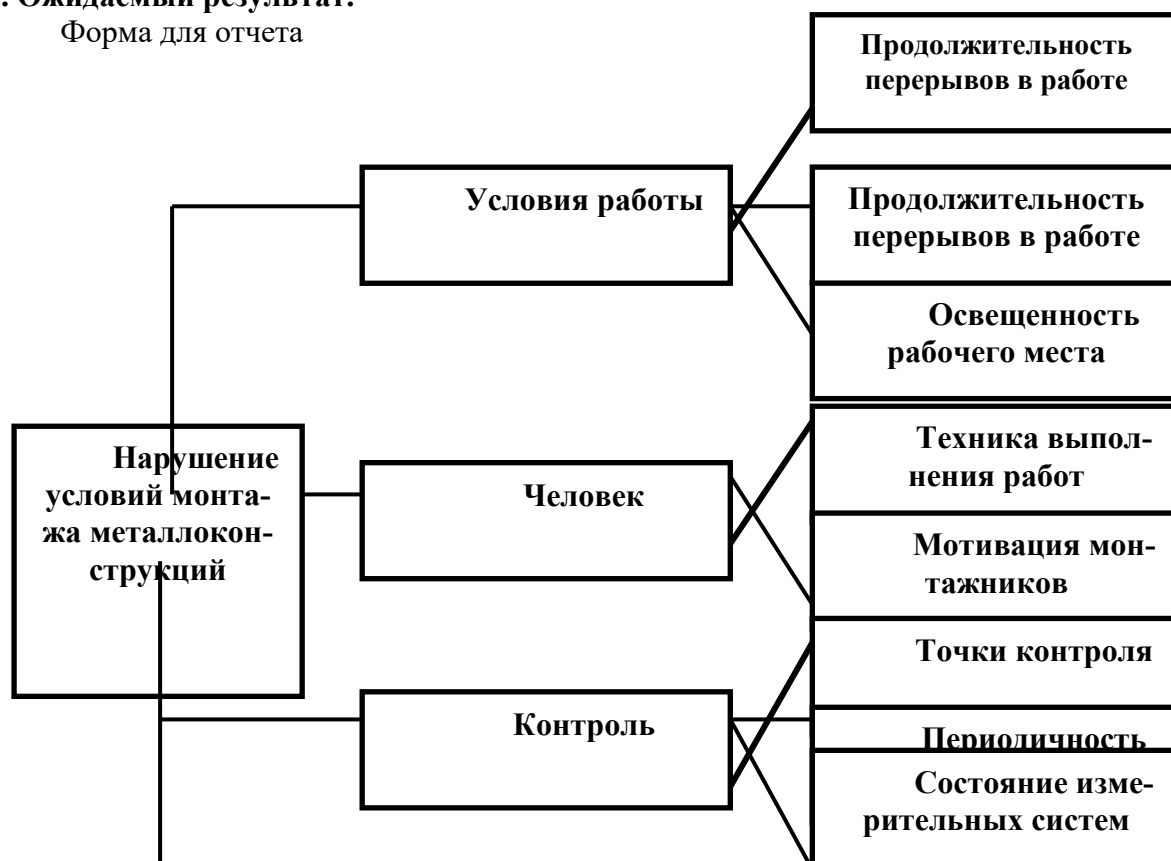 . Ожидаемый результат.
Форма для отчета
Продолжительность
перерывов в работе
Условия работы
Продолжительность
перерывов в работе
Освещенность
рабочего места
Нарушение
условий монта-
жа металлокон-
струкций
Человек
Техника выпол-
нения работ
Мотивация мон-
тажников
Контроль
Точки контроля
Периодичность
Состояние изме-
рительных систем